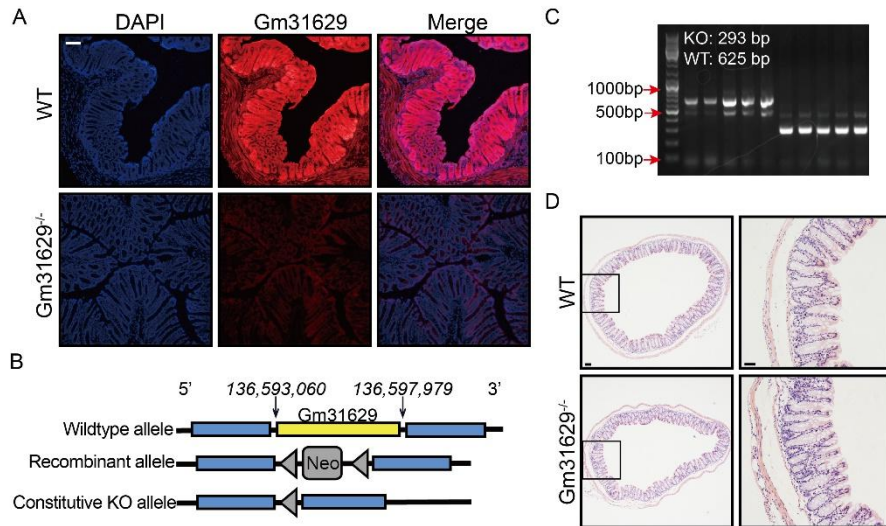 A
DAPI
Gm31629
Merge
WT
Gm31629-/-
B
5’
136,593,060
136,597,979
3’
Gm31629
Wildtype allele
Recombinant allele
Neo
Constitutive KO allele
C
KO: 293 bp
WT: 625 bp
1000bp
500bp
100bp
D
WT
Gm31629-/-